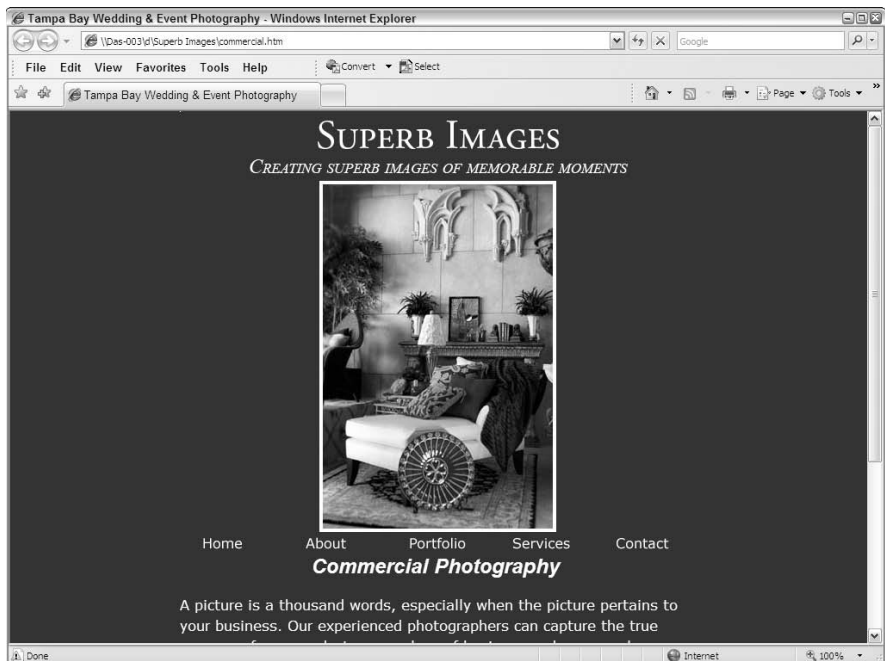 Tampa Bay Wedding & Event Photography - Windows Internet Explorer
\\Das-003\d\Superb Images\commercial.htm
Google
File Edit View Favorites Tools Help
Convert Select
Tampa Bay Wedding & Event Photography
Page Tools
SUPERB IMAGES
CREATING SUPERB IMAGES OF MEMORABLE MOMENTS
Home About Portfolio Services Contact
Commercial Photography
A picture is a thousand words, especially when the picture pertains to
your business. Our experienced photographers can capture the true
Done Internet 100%